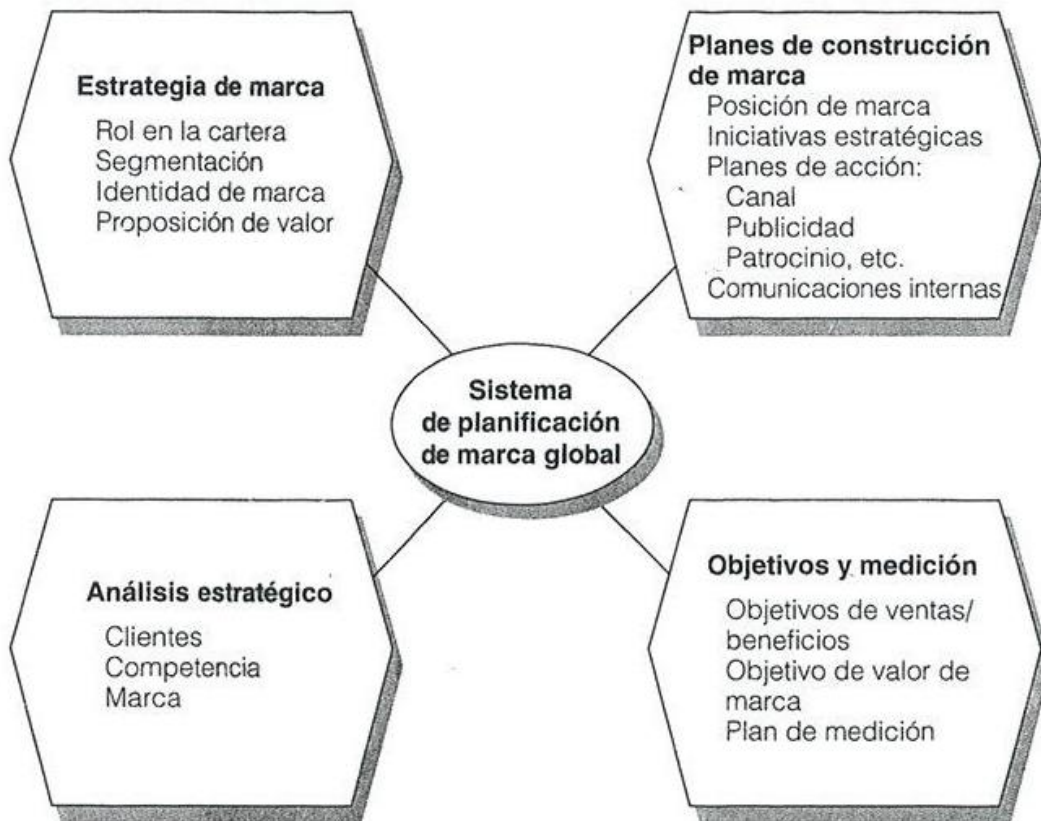 Estrategia de marca
Rol en la cartera
Segmentación
Identidad de marca
Proposición de valor
Planes de construcción
de marca
Posición de marca
Iniciativas estratégicas
Planes de acción:
Canal
Publicidad
Patrocinio, etc.
Comunicaciones internas
Sistema
de planificación
de marca global
Análisis estratégico
Clientes
Competencia
Marca
Objetivos y medición
Objetivos de ventas/
beneficios
Objetivo de valor de
marca
Plan de medición